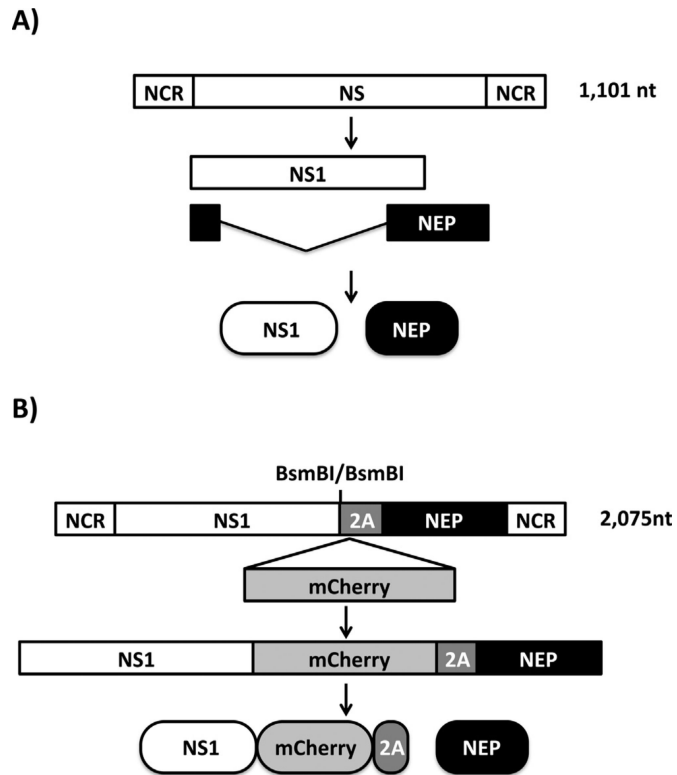 A)
NCR NS NCR 1,101 nt
NS1
NEP
NS1 NEP
B)
BsmBI/BsmBI
NCR NS1 2A NEP NCR 2,075nt
mCherry
NS1 mCherry 2A NEP
NS1 mCherry 2A NEP